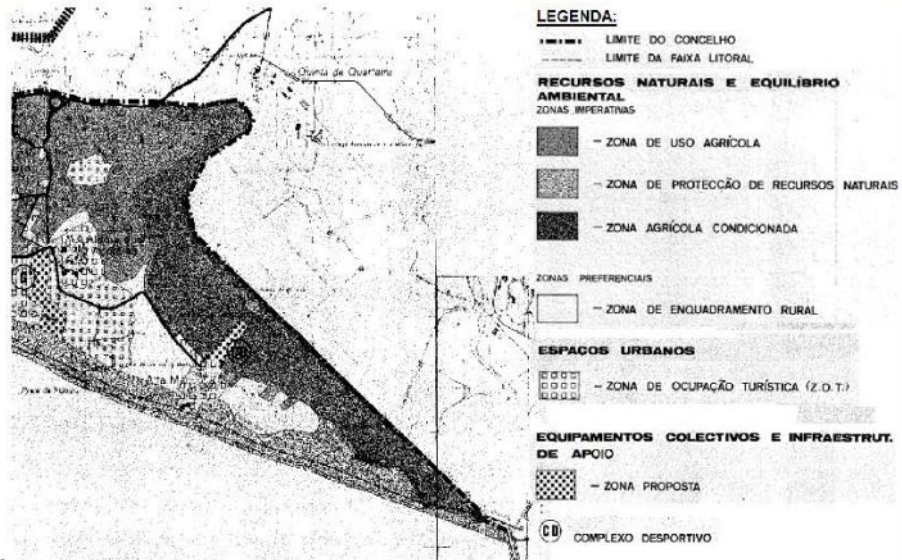 Quinta de Quarteira
LEGENDA:
LIMITE DO CONCELHO
LIMITE DA FAIXA LITORAL
RECURSOS NATURAIS E EQUILÍBRIO
AMBIENTAL
ZONAS IMPERATIVAS
– ZONA DE USO AGRÍCOLA
– ZONA DE PROTECÇÃO DE RECURSOS NATURAIS
– ZONA AGRÍCOLA CONDICIONADA
ZONAS PREFERENCIAIS
– ZONA DE ENQUADRAMENTO RURAL
ESPAÇOS URBANOS
– ZONA DE OCUPAÇÃO TURÍSTICA (Z.O.T.)
EQUIPAMENTOS COLECTIVOS E INFRAESTRUT.
DE APOIO
– ZONA PROPOSTA
CD COMPLEXO DESPORTIVO